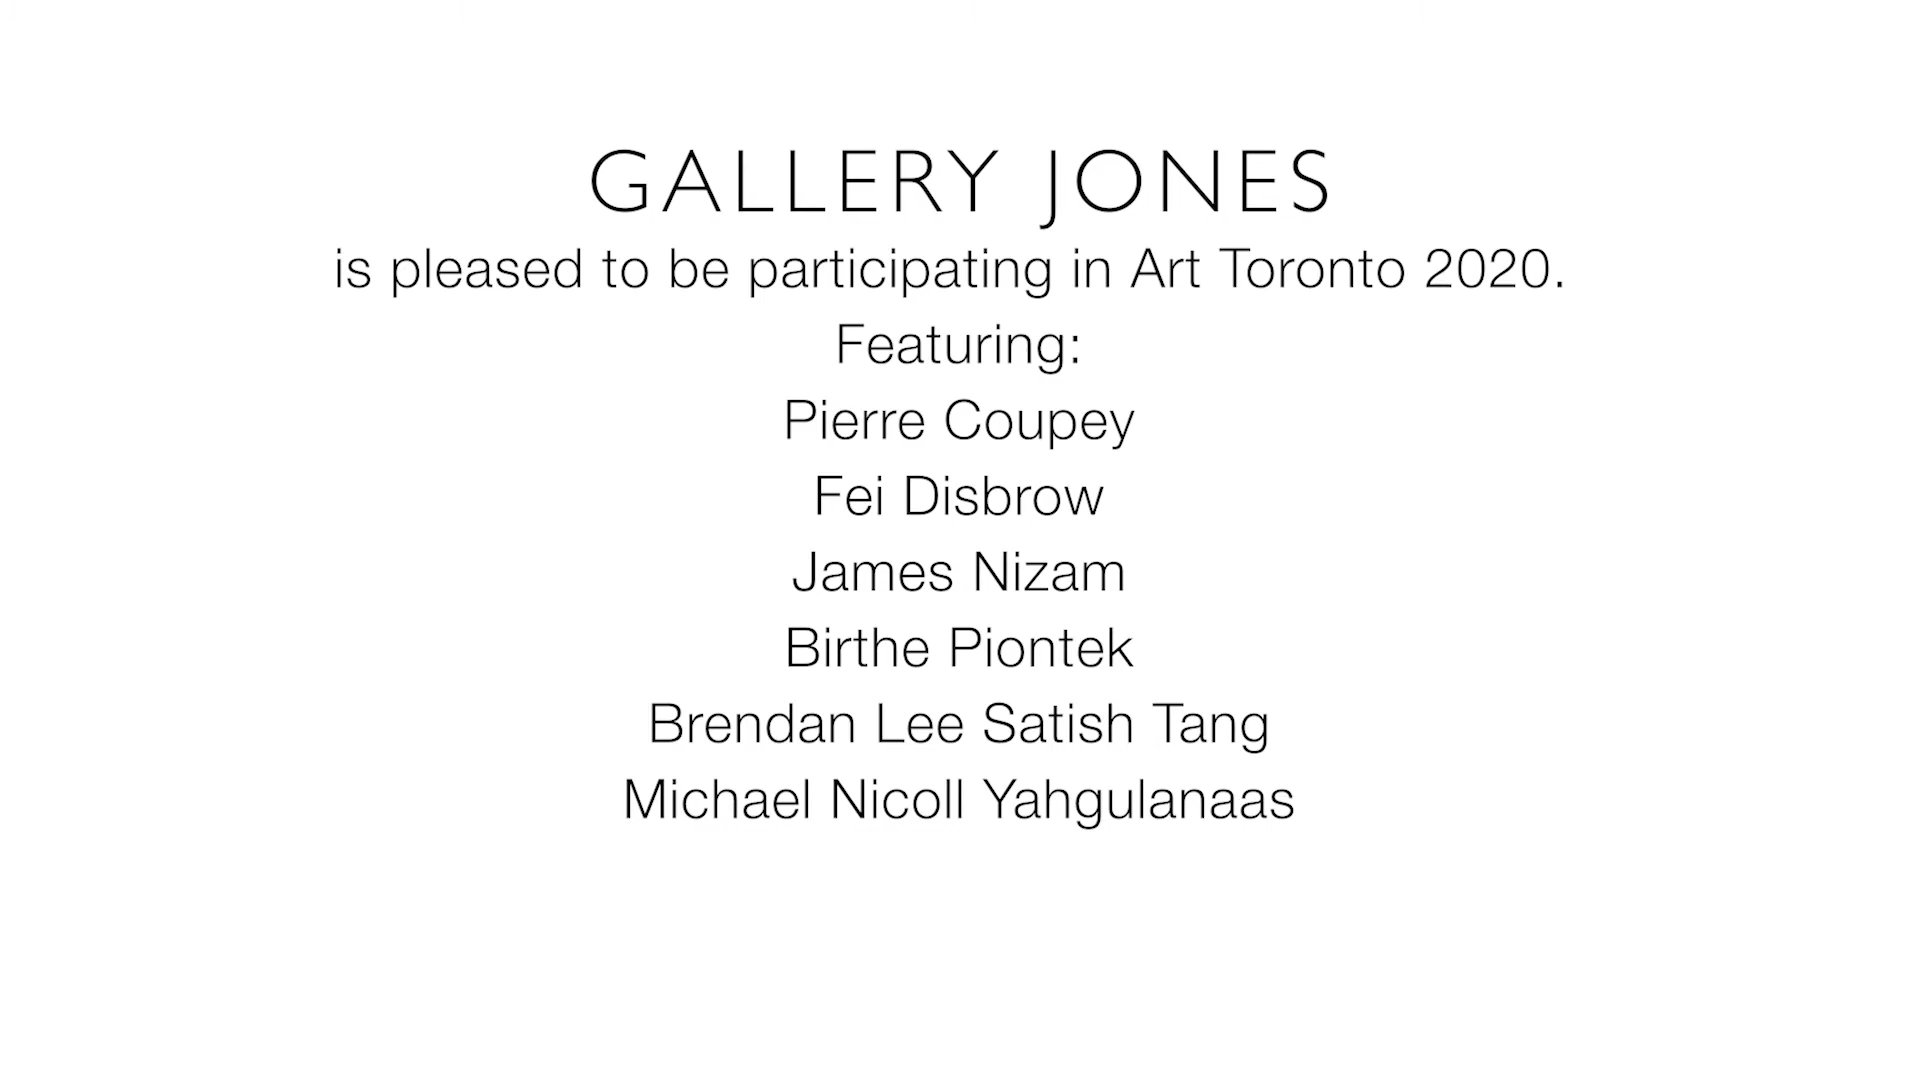 GALLERY JONES
is pleased to be participating in Art Toronto 2020.
Featuring:
Pierre Coupey
Fei Disbrow
James Nizam
Birthe Piontek
Brendan Lee Satish Tang
Michael Nicoll Yahgulanaas